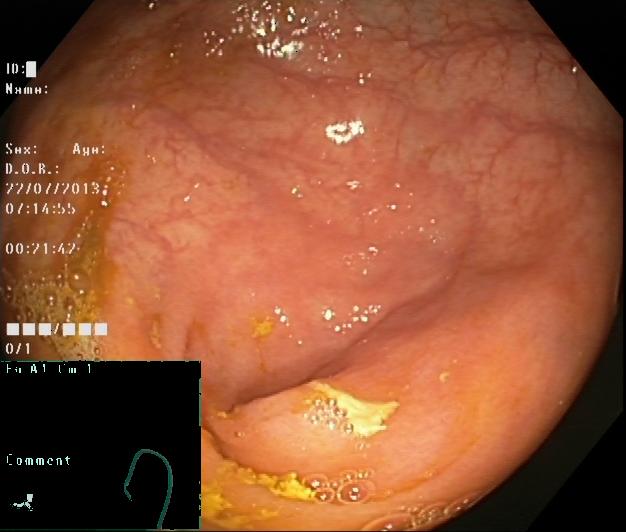 ID:
Name:
Sex: Age:
D.O.B.:
22/07/2013
07:14:55
00:21:42
0/1
Comment